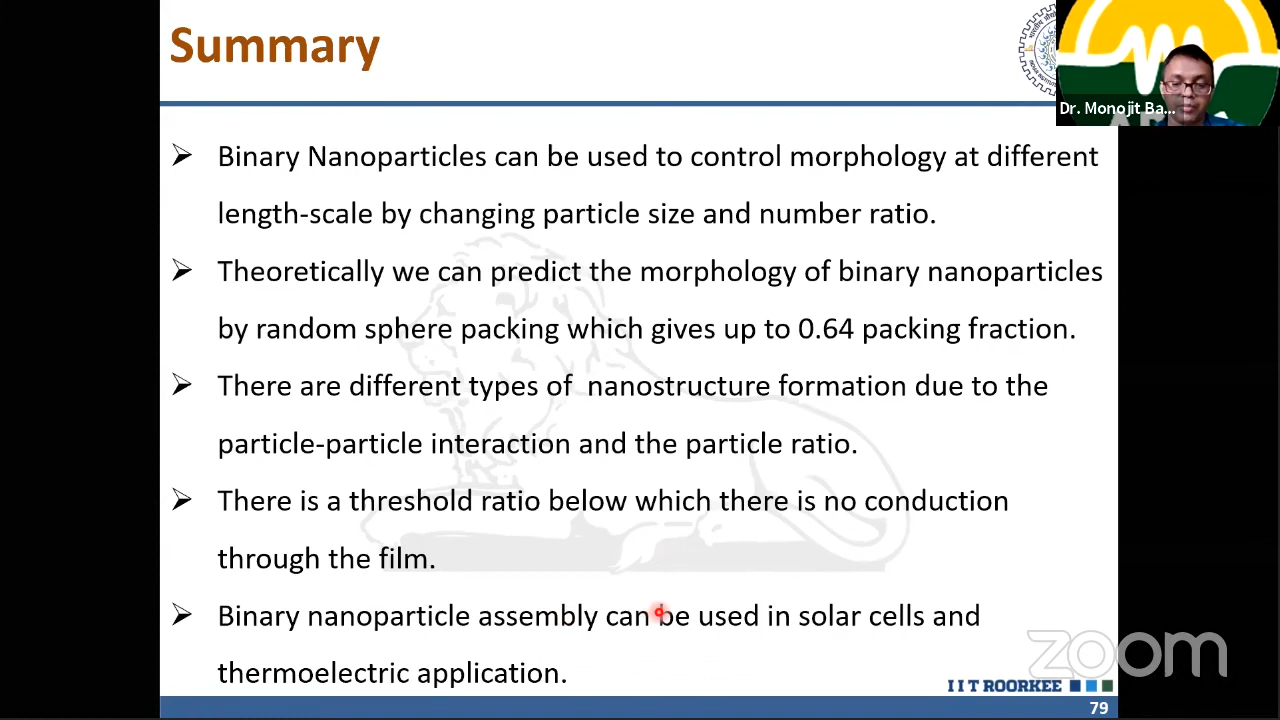 Summary
Dr. Monojit Ba...
➢ Binary Nanoparticles can be used to control morphology at different
length-scale by changing particle size and number ratio.
➢ Theoretically we can predict the morphology of binary nanoparticles
by random sphere packing which gives up to 0.64 packing fraction.
➢ There are different types of  nanostructure formation due to the
particle-particle interaction and the particle ratio.
➢ There is a threshold ratio below which there is no conduction
through the film.
➢ Binary nanoparticle assembly can be used in solar cells and
thermoelectric application.
zoom
I I T ROORKEE
79